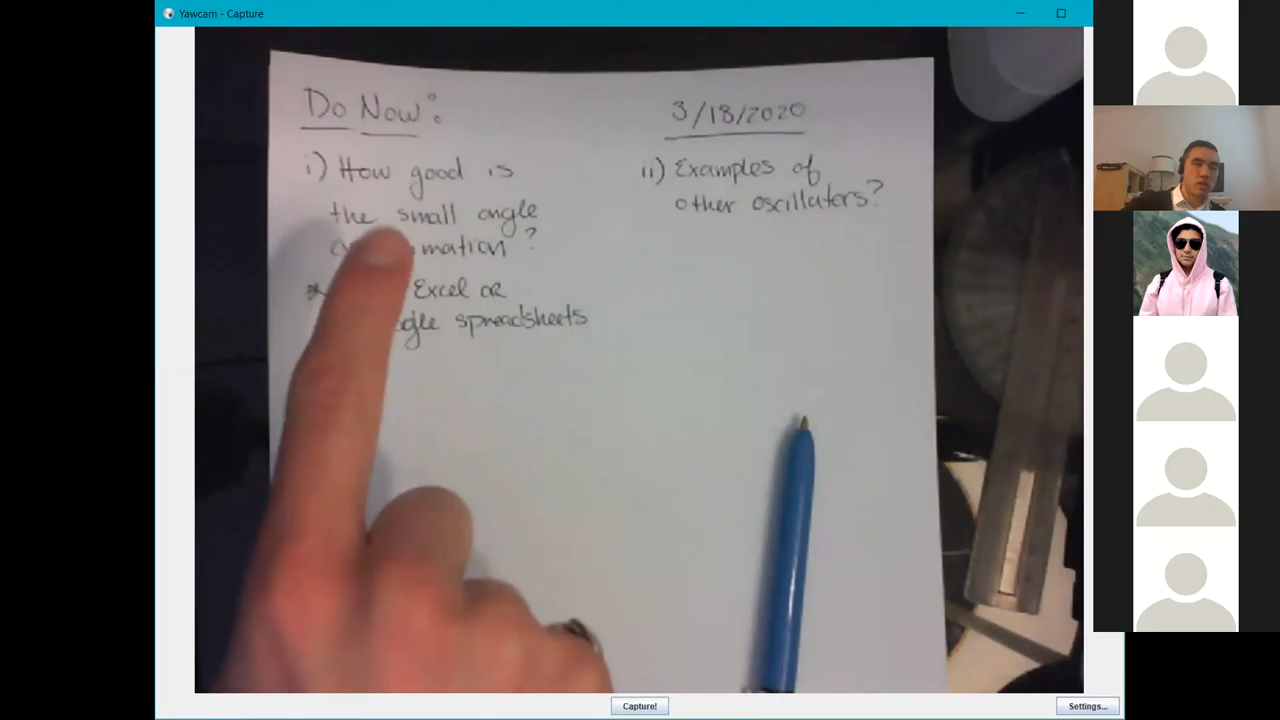 Yawcam - Capture
Do Now:
3/18/2020
i) How good is
the small angle
?
* Excel OR
spreadsheets
ii) Examples of
other oscillators?
Capture!
Settings...